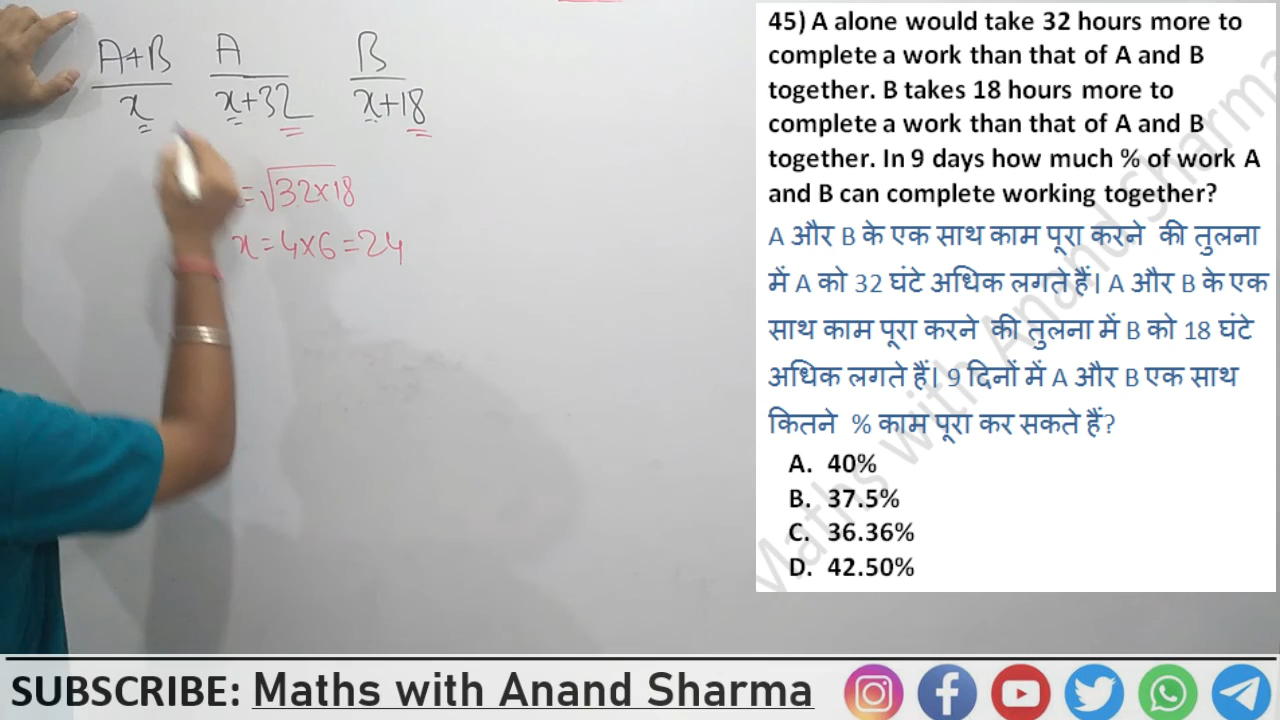 A+B A B
x x+32 x+18
= √32×18
x = 4×6 = 24
45) A alone would take 32 hours more to
complete a work than that of A and B
together. B takes 18 hours more to
complete a work than that of A and B
together. In 9 days how much % of work A
and B can complete working together?
A और B के एक साथ काम पूरा करने की तुलना
में A को 32 घंटे अधिक लगते हैं। A और B के एक
साथ काम पूरा करने की तुलना में B को 18 घंटे
अधिक लगते हैं। 9 दिनों में A और B एक साथ
कितने % काम पूरा कर सकते हैं?
A. 40%
B. 37.5%
C. 36.36%
D. 42.50%
Maths with Anand Sharma
SUBSCRIBE: Maths with Anand Sharma